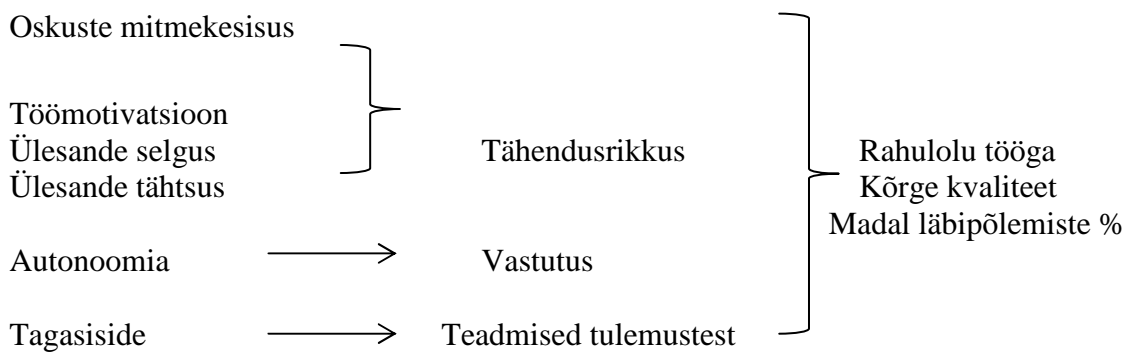 Oskuste mitmekesisus
Töömotivatsioon
Ülesande selgus Tähendusrikkus Rahulolu tööga
Ülesande tähtsus Kõrge kvaliteet
Madal läbipõlemiste %
Autonoomia Vastutus
Tagasiside Teadmised tulemustest